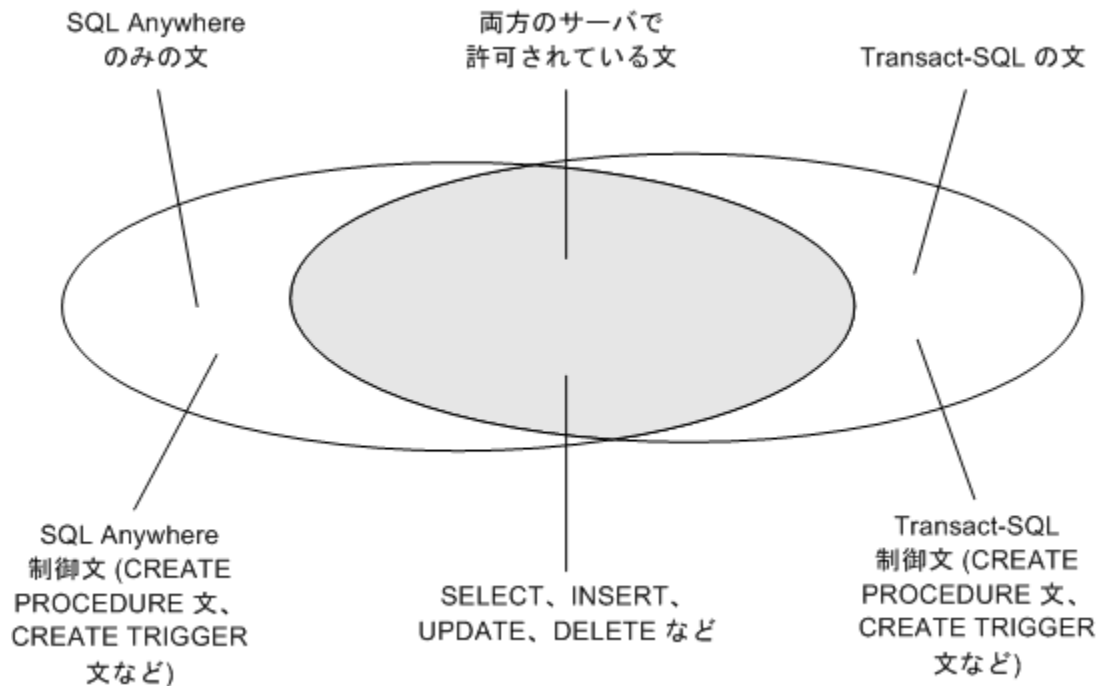 SQL Anywhere
のみの文
両方のサーバで
許可されている文
Transact-SQL の文
SQL Anywhere
制御文 (CREATE
PROCEDURE 文、
CREATE TRIGGER
文など)
SELECT、INSERT、
UPDATE、DELETE など
Transact-SQL
制御文 (CREATE
PROCEDURE 文、
CREATE TRIGGER
文など)